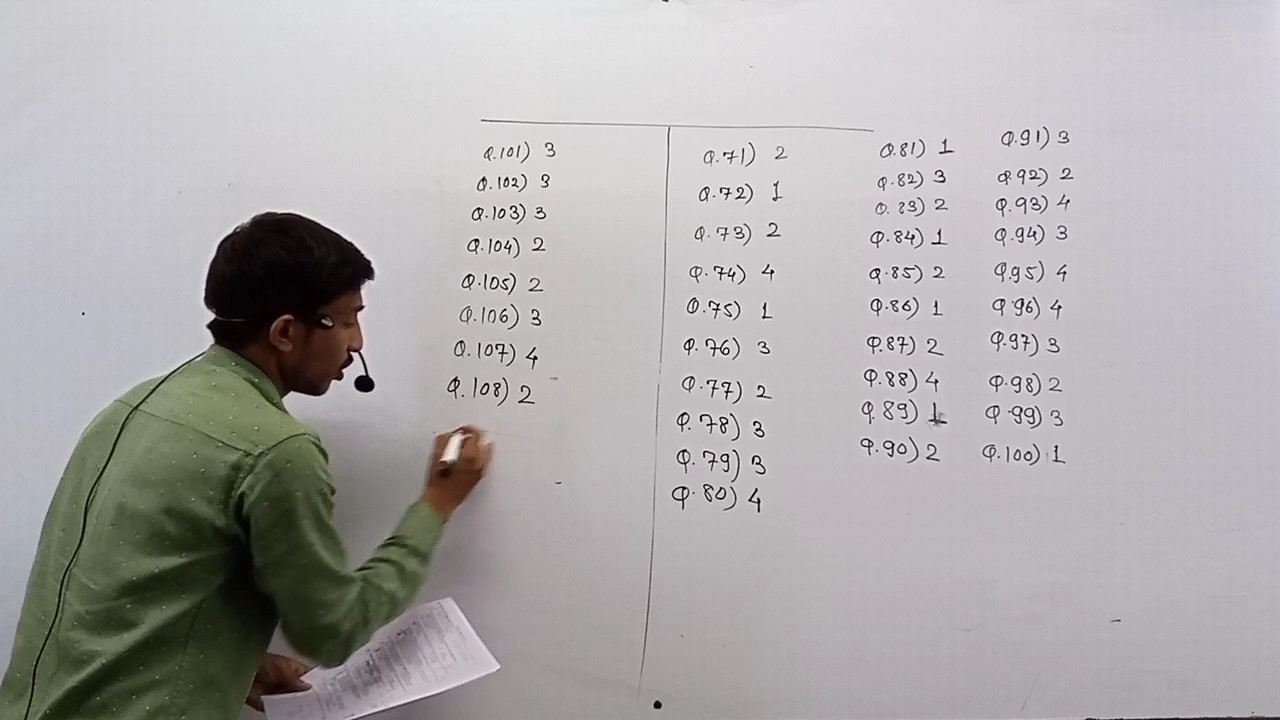 Q.101) 3
Q.102) 3
Q.103) 3
Q.104) 2
Q.105) 2
Q.106) 3
Q.107) 4
Q.108) 2
Q.71) 2
Q.72) 1
Q.73) 2
Q.74) 4
Q.75) 1
Q.76) 3
Q.77) 2
Q.78) 3
Q.79) 3
Q.80) 4
Q.81) 1
Q.82) 3
Q.83) 2
Q.84) 1
Q.85) 2
Q.86) 1
Q.87) 2
Q.88) 4
Q.89) 1
Q.90) 2
Q.91) 3
Q.92) 2
Q.93) 4
Q.94) 3
Q.95) 4
Q.96) 4
Q.97) 3
Q.98) 2
Q.99) 3
Q.100) 1